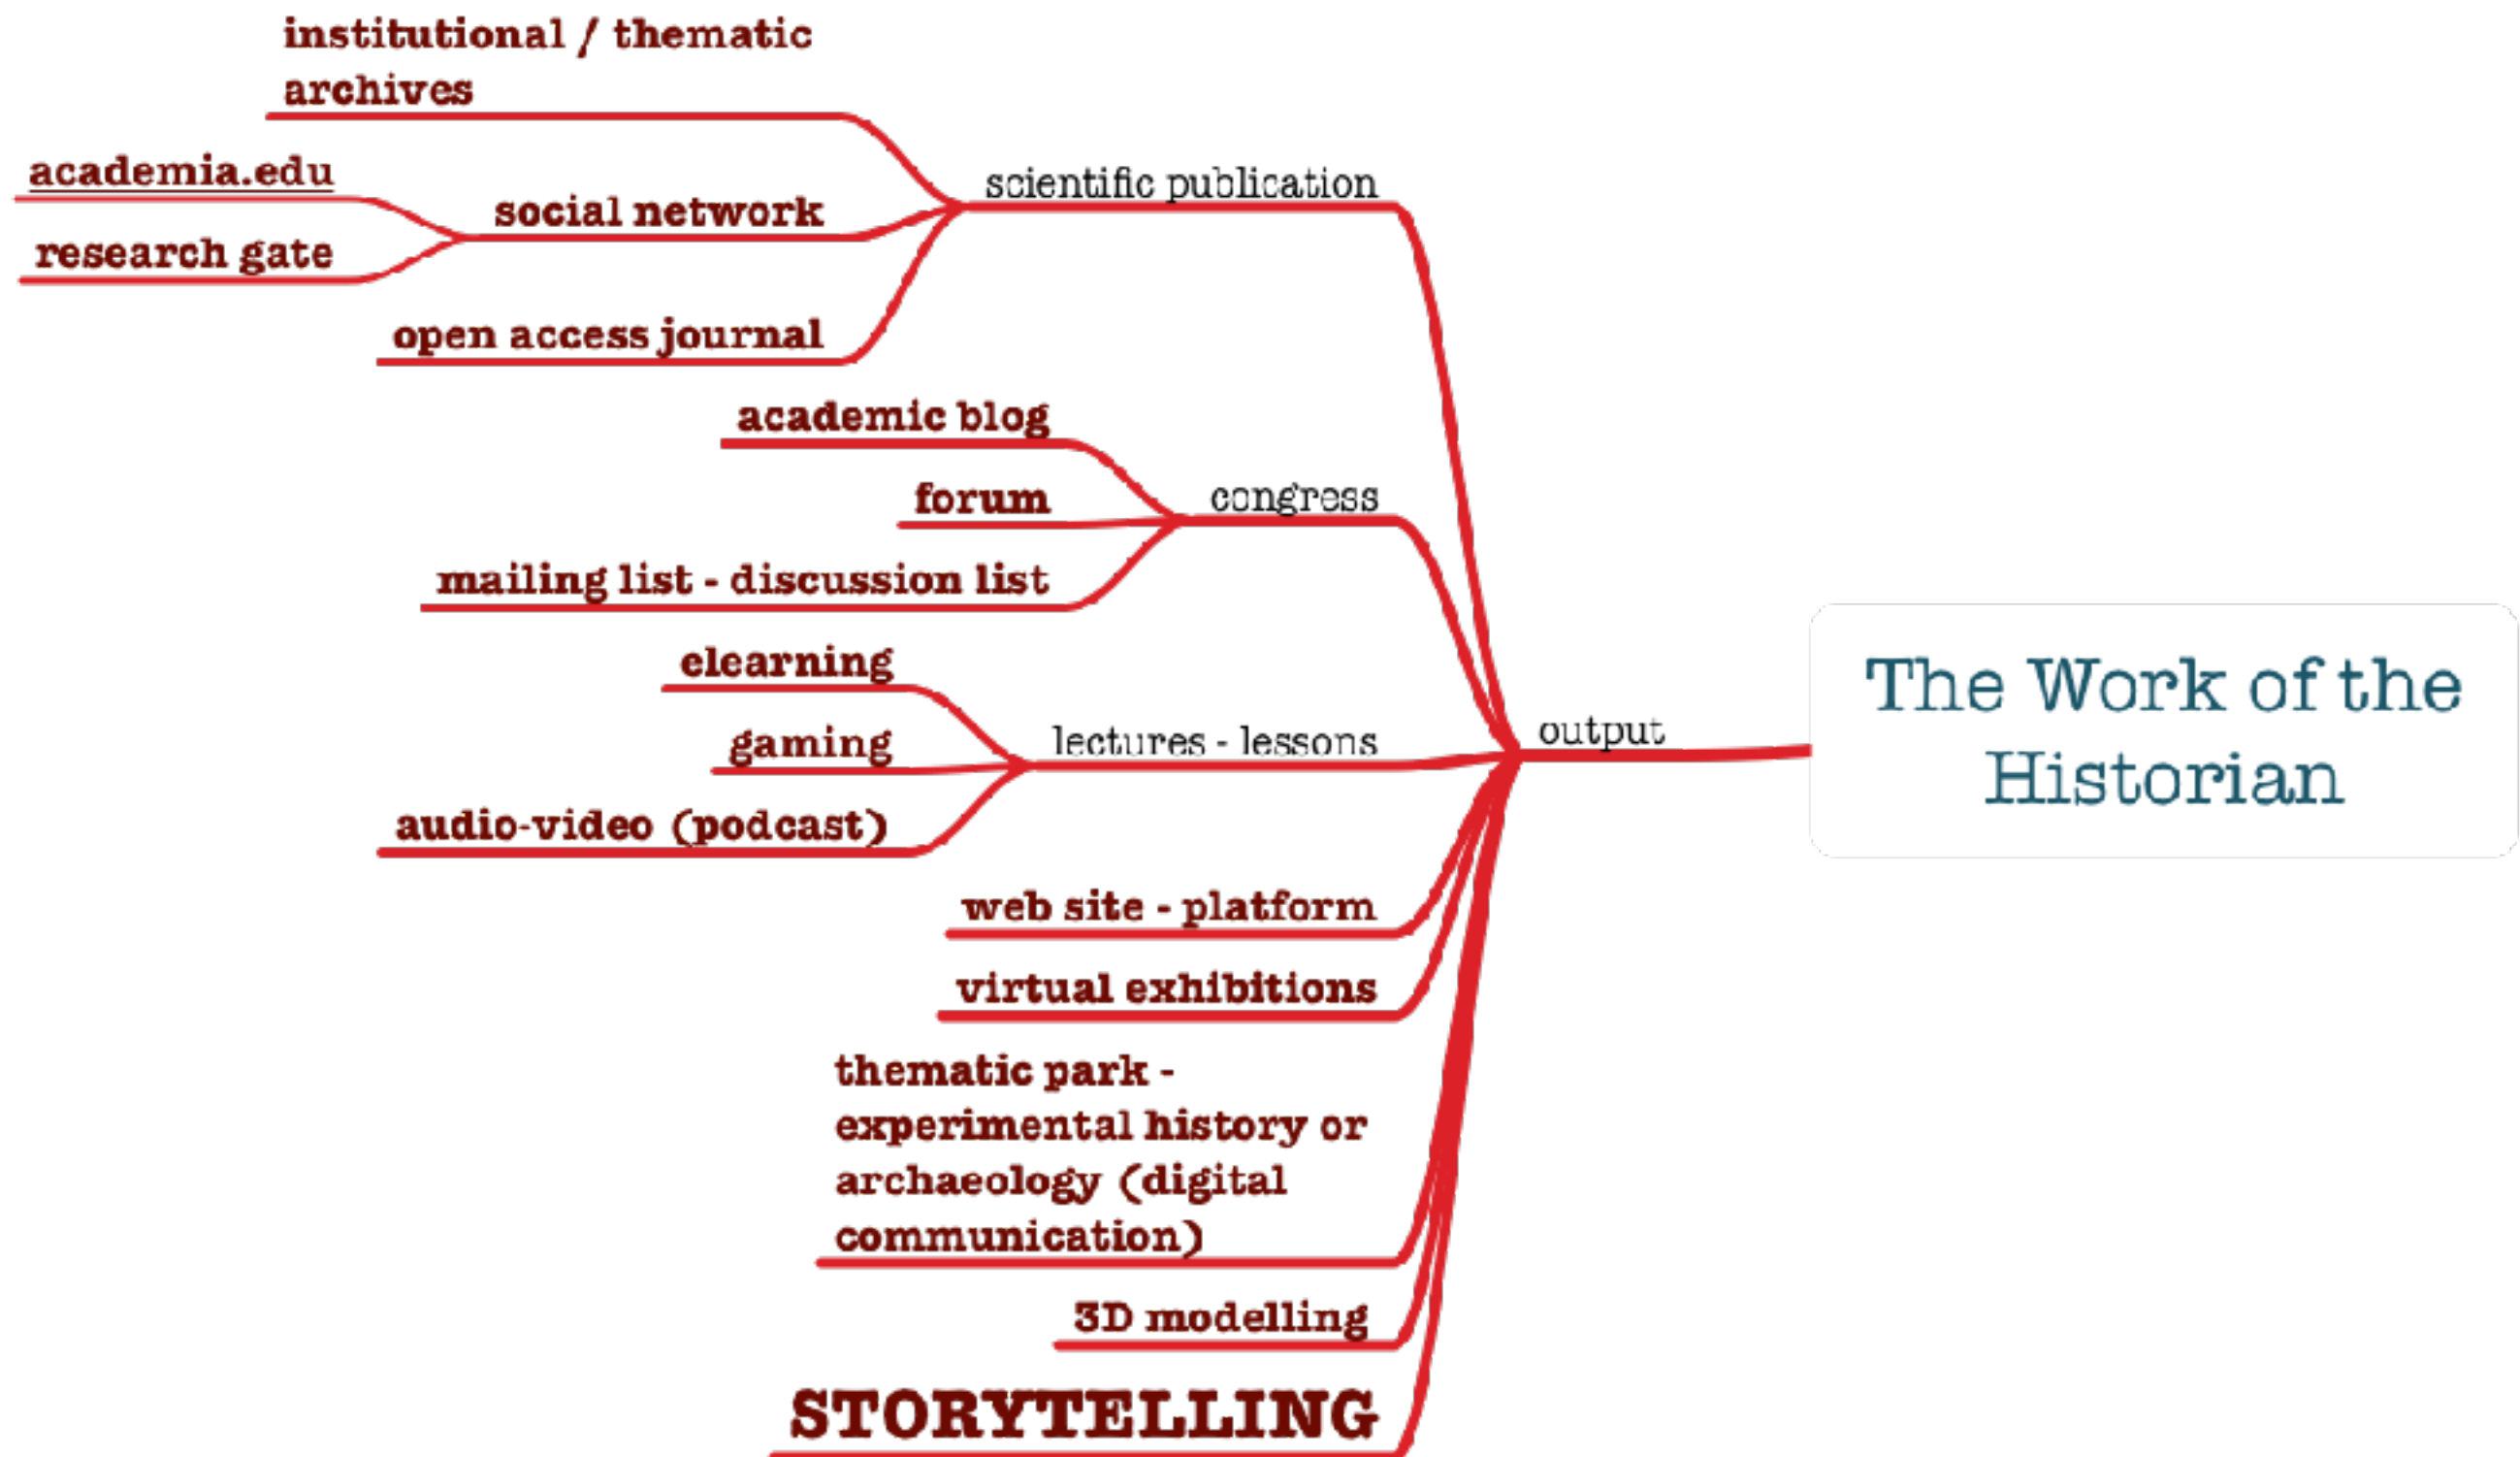 institutional / thematic
archives
academia.edu
research gate
social network
open access journal
scientific publication
academic blog
forum
mailing list - discussion list
congress
elearning
gaming
audio-video (podcast)
lectures - lessons
web site - platform
virtual exhibitions
thematic park -
experimental history or
archaeology (digital
communication)
3D modelling
STORYTELLING
output
The Work of the
Historian